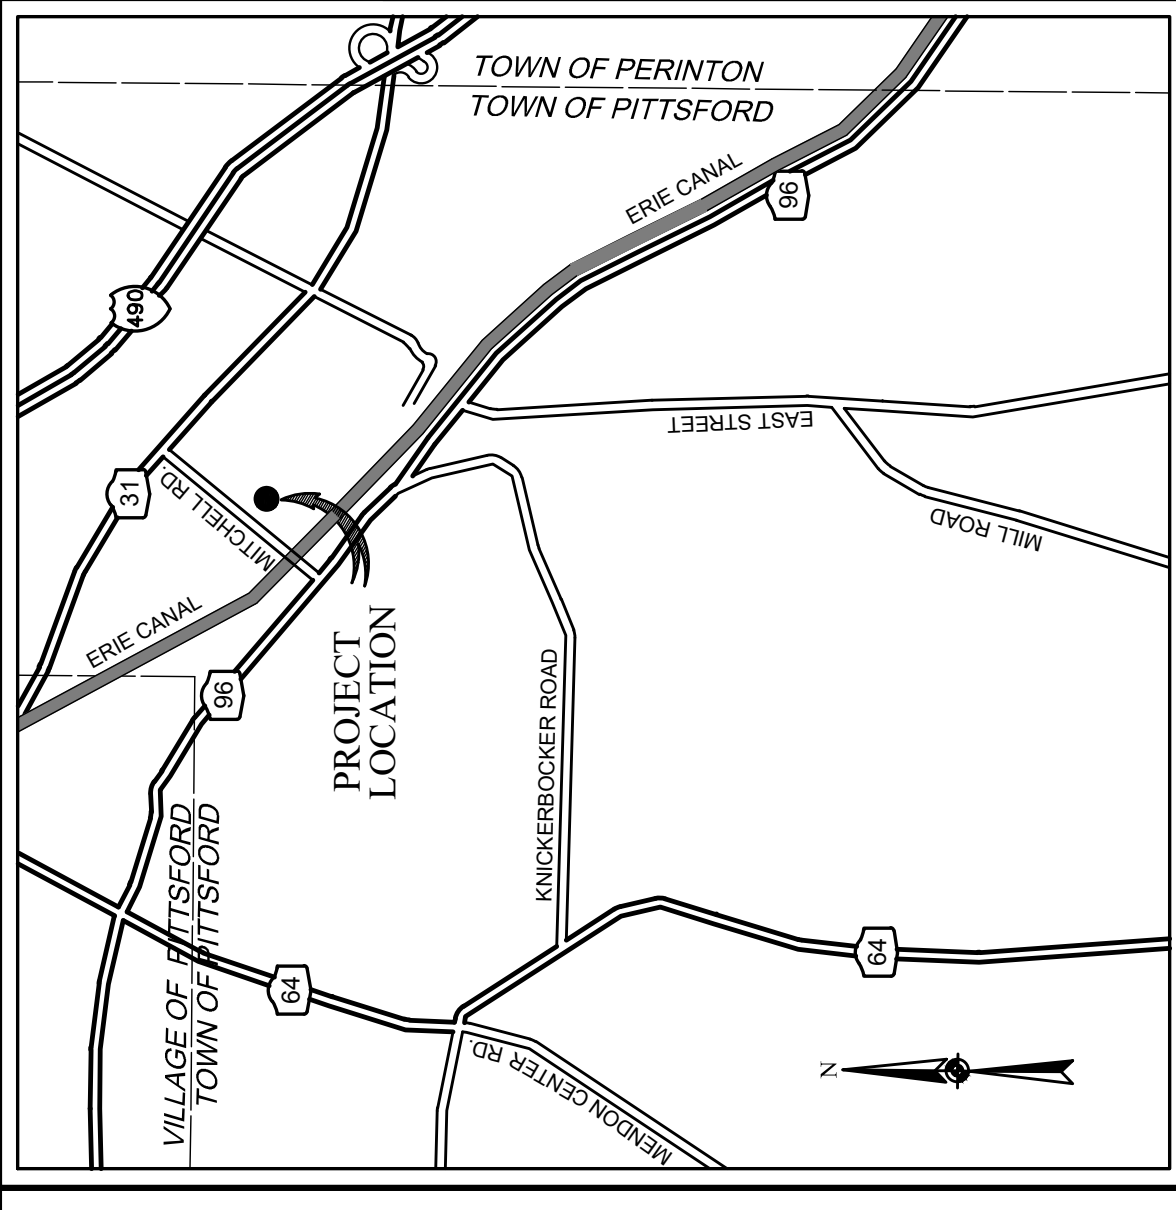 TOWN OF PERINTON
TOWN OF PITTSFORD
ERIE CANAL
96
490
31
MITCHELL RD.
EAST STREET
MILL ROAD
ERIE CANAL
96
PROJECT
LOCATION
KNICKERBOCKER ROAD
VILLAGE OF PITTSFORD
TOWN OF PITTSFORD
64
64
MENDON CENTER RD.
N